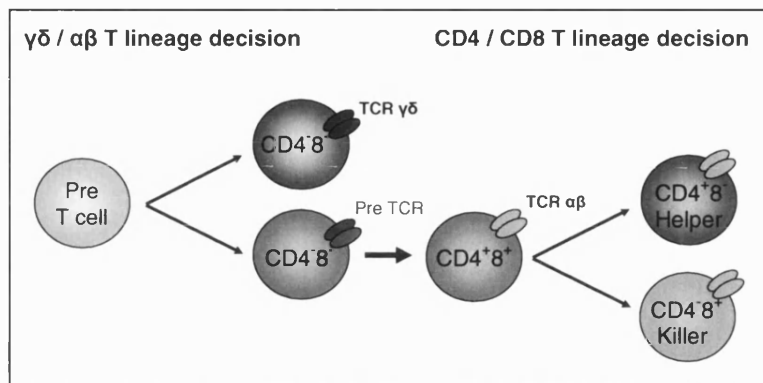 γδ / αβ T lineage decision
CD4 / CD8 T lineage decision
TCR γδ
CD4⁻8⁻
Pre
T cell
Pre TCR
CD4⁻8⁻
TCR αβ
CD4⁺8⁺
CD4⁺8⁻
Helper
CD4⁻8⁺
Killer